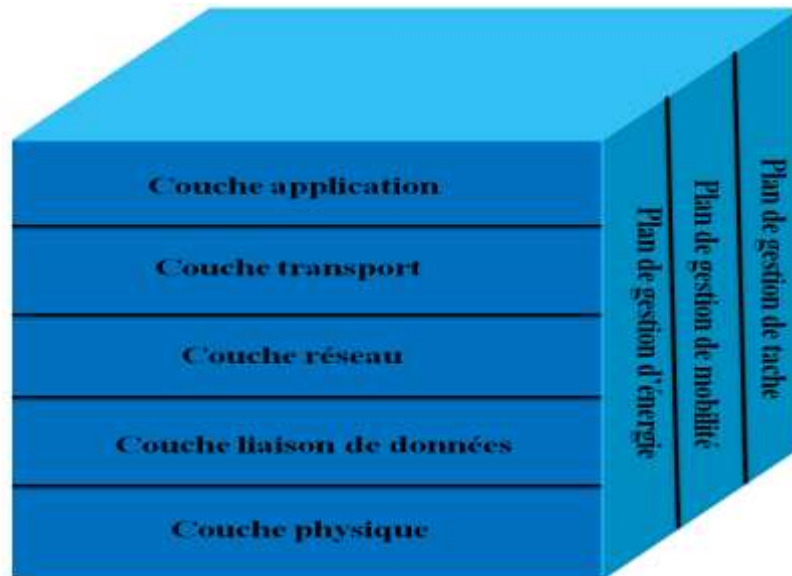 Couche application
Couche transport
Couche réseau
Couche liaison de données
Couche physique
Plan de gestion d'énergie
Plan de gestion de mobilité
Plan de gestion de tache